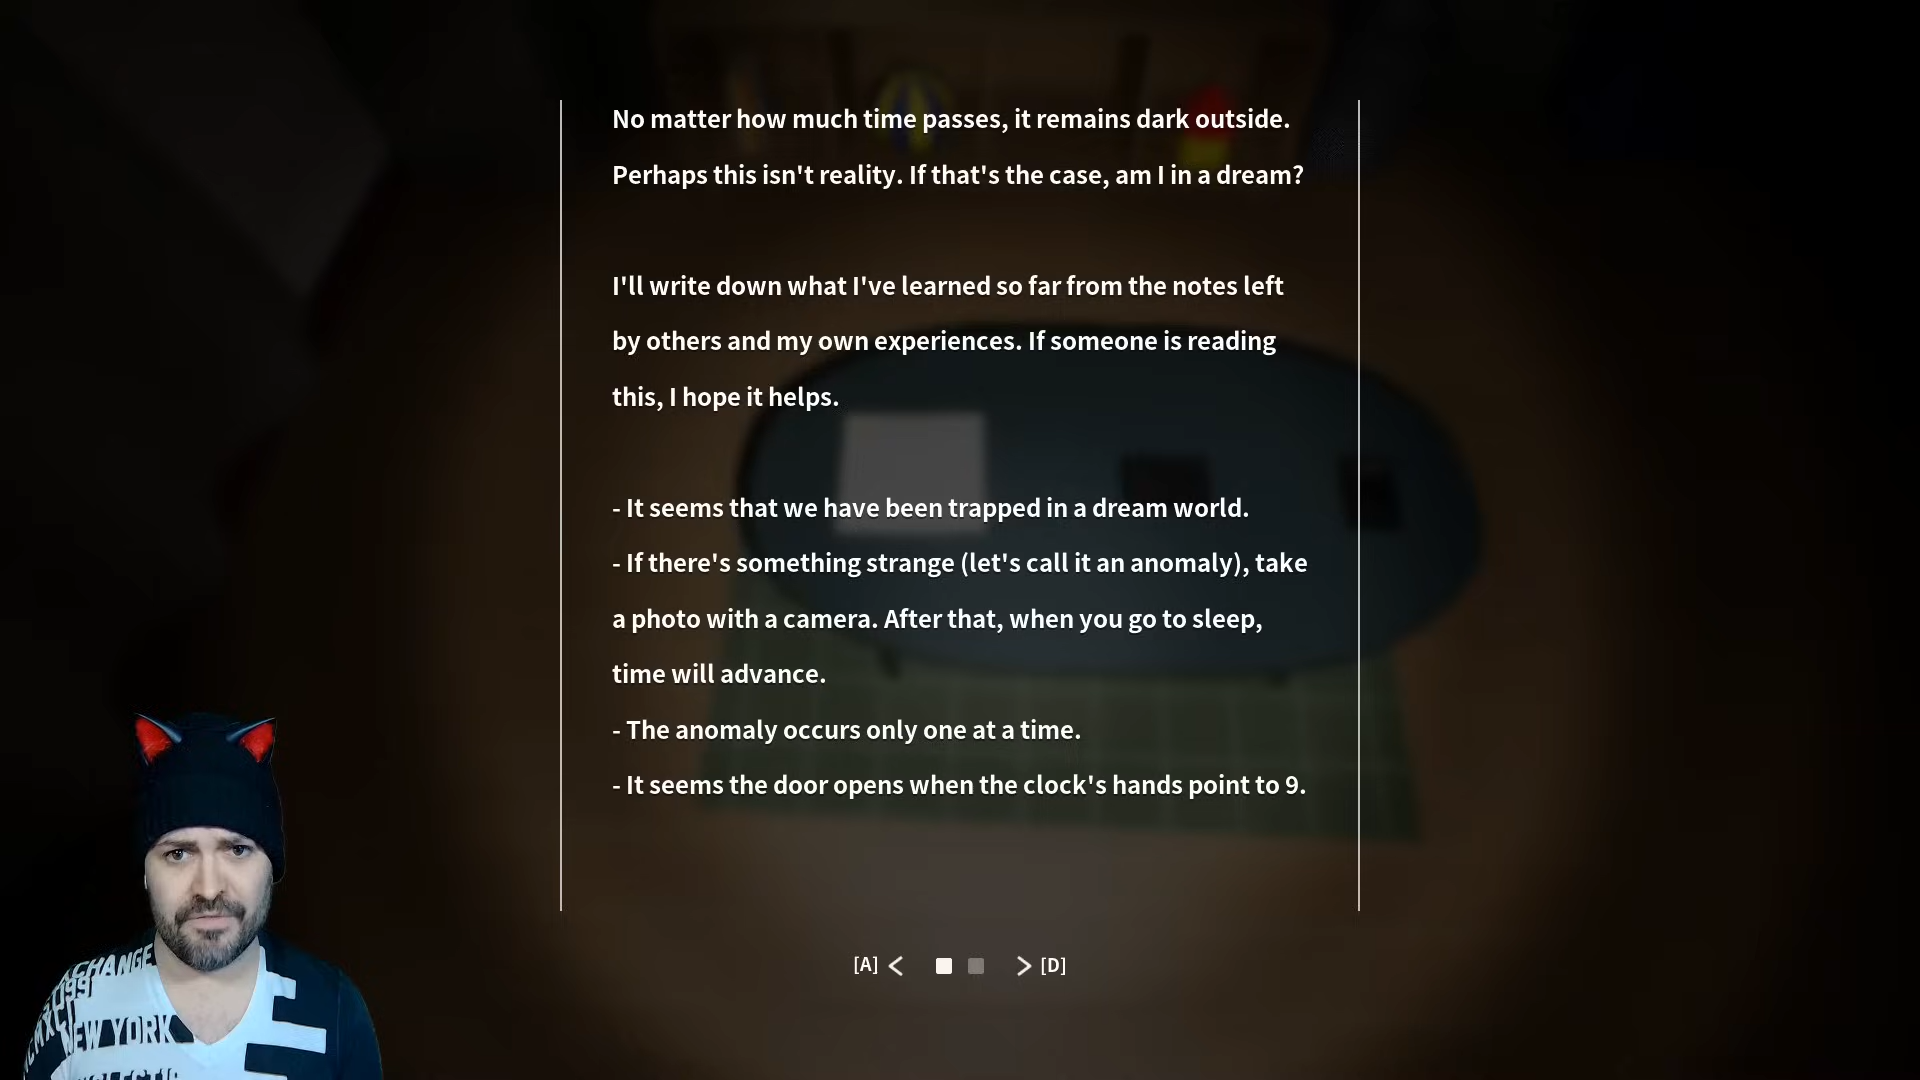 No matter how much time passes, it remains dark outside.
Perhaps this isn't reality. If that's the case, am I in a dream?
I'll write down what I've learned so far from the notes left
by others and my own experiences. If someone is reading
this, I hope it helps.
- It seems that we have been trapped in a dream world.
- If there's something strange (let's call it an anomaly), take
a photo with a camera. After that, when you go to sleep,
time will advance.
- The anomaly occurs only one at a time.
- It seems the door opens when the clock's hands point to 9.
[A] < > [D]
NEW YORK